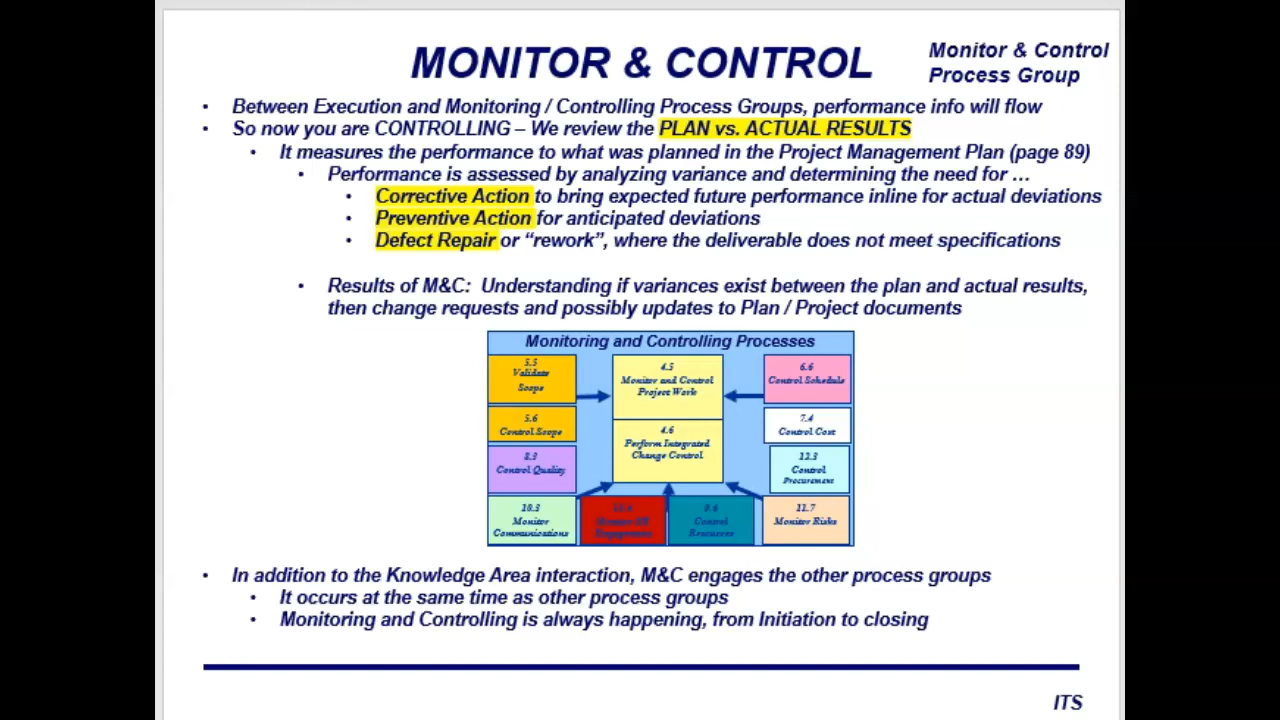 MONITOR & CONTROL
Monitor & Control
Process Group
• Between Execution and Monitoring / Controlling Process Groups, performance info will flow
• So now you are CONTROLLING – We review the PLAN vs. ACTUAL RESULTS
• It measures the performance to what was planned in the Project Management Plan (page 89)
• Performance is assessed by analyzing variance and determining the need for …
• Corrective Action to bring expected future performance inline for actual deviations
• Preventive Action for anticipated deviations
• Defect Repair or “rework”, where the deliverable does not meet specifications
• Results of M&C: Understanding if variances exist between the plan and actual results,
then change requests and possibly updates to Plan / Project documents
Monitoring and Controlling Processes
5.5
Validate
Scope
4.5
Monitor and Control
Project Work
6.6
Control Schedule
5.6
Control Scope
4.6
Perform Integrated
Change Control
7.4
Control Cost
8.3
Control Quality
12.3
Control
Procurement
10.3
Monitor
Communications
Engagement
9.6
Control
Resources
11.7
Monitor Risks
• In addition to the Knowledge Area interaction, M&C engages the other process groups
• It occurs at the same time as other process groups
• Monitoring and Controlling is always happening, from Initiation to closing
ITS